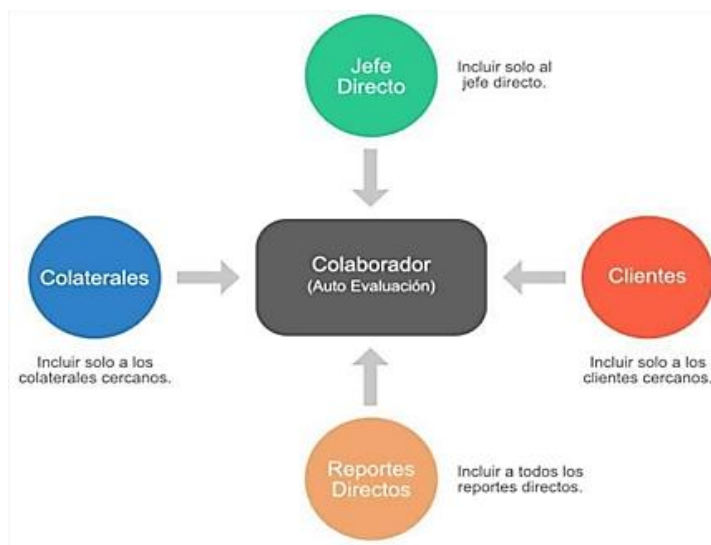 Jefe
Directo
Incluir solo al
jefe directo.
Colaterales
Colaborador
(Auto Evaluación)
Clientes
Incluir solo a los
colaterales cercanos.
Incluir solo a los
clientes cercanos.
Reportes
Directos
Incluir a todos los
reportes directos.